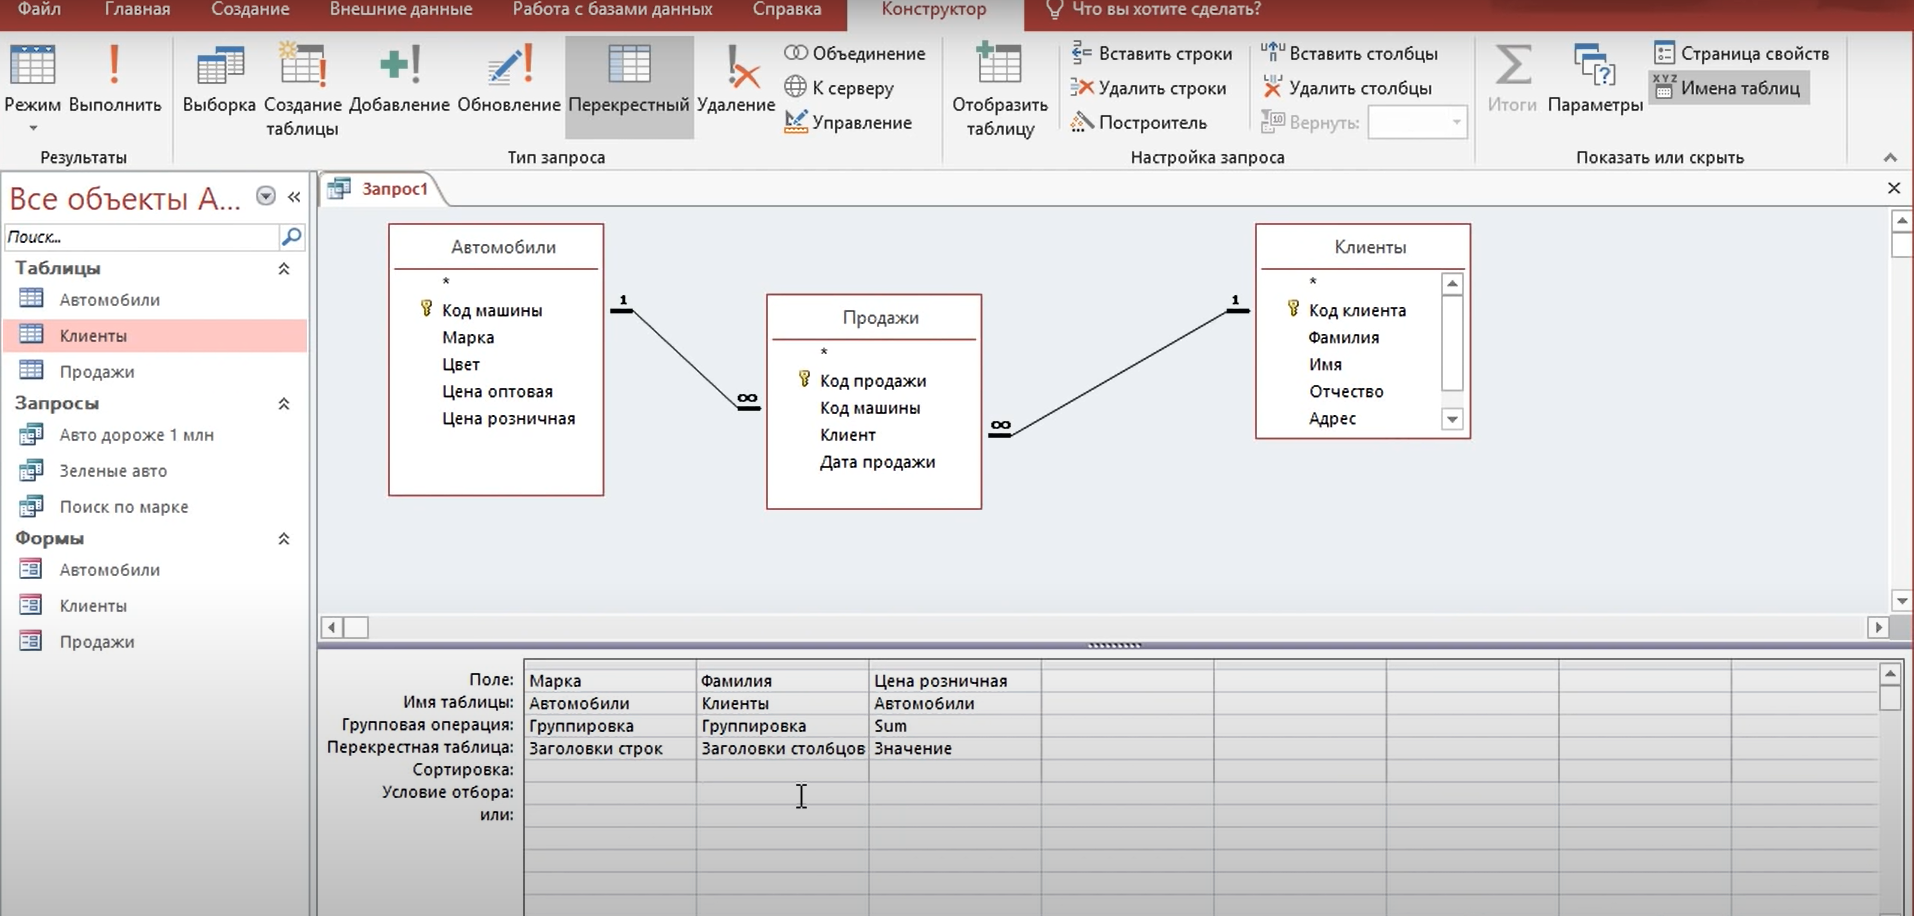 Файл Главная Создание Внешние данные Работа с базами данных Справка Конструктор Что вы хотите сделать?
Режим
Выполнить
Результаты
Выборка
Создание таблицы
Добавление
Обновление
Перекрестный
Удаление
Объединение
К серверу
Управление
Тип запроса
Отобразить таблицу
Вставить строки
Удалить строки
Построитель
Вставить столбцы
Удалить столбцы
Вернуть:
Настройка запроса
Итоги
Параметры
Страница свойств
Имена таблиц
Показать или скрыть
Все объекты A...
Поиск...
Таблицы
Автомобили
Клиенты
Продажи
Запросы
Авто дороже 1 млн
Зеленые авто
Поиск по марке
Формы
Автомобили
Клиенты
Продажи
Запрос1
Автомобили
*
Код машины
Марка
Цвет
Цена оптовая
Цена розничная
1
∞
Продажи
*
Код продажи
Код машины
Клиент
Дата продажи
∞
1
Клиенты
*
Код клиента
Фамилия
Имя
Отчество
Адрес
Поле: Марка Фамилия Цена розничная
Имя таблицы: Автомобили Клиенты Автомобили
Групповая операция: Группировка Группировка Sum
Перекрестная таблица: Заголовки строк Заголовки столбцов Значение
Сортировка:
Условие отбора:
или: